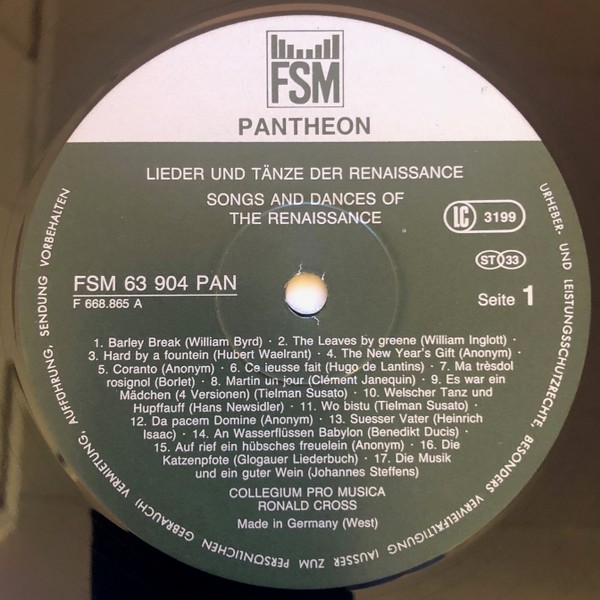 FSM
PANTHEON
LIEDER UND TÄNZE DER RENAISSANCE
SONGS AND DANCES OF
THE RENAISSANCE
LC 3199
ST 33
FSM 63 904 PAN
F 668.865 A
Seite 1
1. Barley Break (William Byrd) · 2. The Leaves by greene (William Inglott) ·
3. Hard by a fountein (Hubert Waelrant) · 4. The New Year's Gift (Anonym) ·
5. Coranto (Anonym) · 6. Ce ieusse fait (Hugo de Lantins) · 7. Ma trèsdol
rosignol (Borlet) · 8. Martin un jour (Clément Janequin) · 9. Es war ein
Mädchen (4 Versionen) (Tielman Susato) · 10. Welscher Tanz und
Hupffauff (Hans Newsidler) · 11. Wo bistu (Tielman Susato) ·
12. Da pacem Domine (Anonym) · 13. Suesser Vater (Heinrich
Isaac) · 14. An Wasserflüssen Babylon (Benedikt Ducis) ·
15. Auf rief ein hübsches freuelein (Anonym) · 16. Die
Katzenpfote (Glogauer Liederbuch) · 17. Die Musik
und ein guter Wein (Johannes Steffens)
COLLEGIUM PRO MUSICA
RONALD CROSS
Made in Germany (West)
URHEBER- UND LEISTUNGSSCHUTZRECHTE, BESONDERS VERVIELFÄLTIGUNG (AUSSER ZUM PERSÖNLICHEN GEBRAUCH) VERMIETUNG, AUFFÜHRUNG, SENDUNG VORBEHALTEN